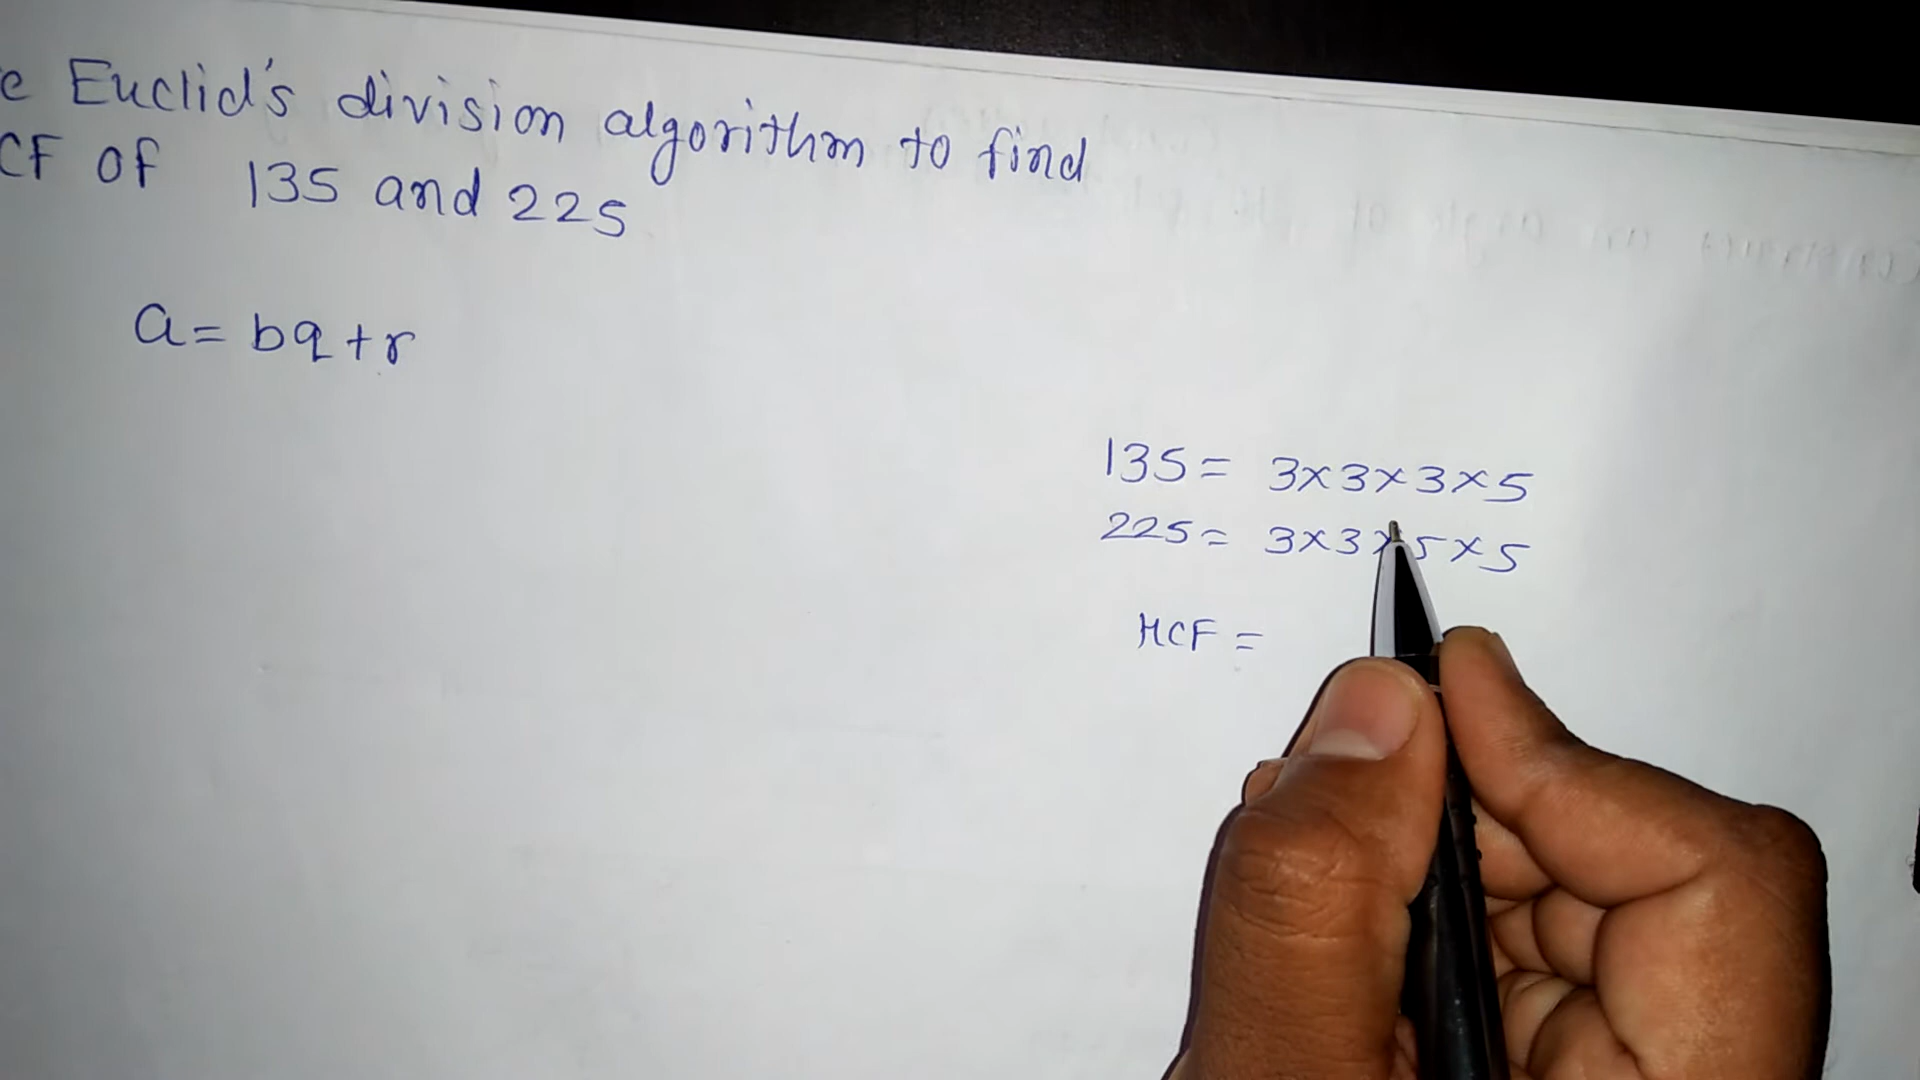 e Euclid's division algorithm to find
CF of 135 and 225
a = bq + r
135 = 3×3×3×5
225 = 3×3×5×5
HCF =